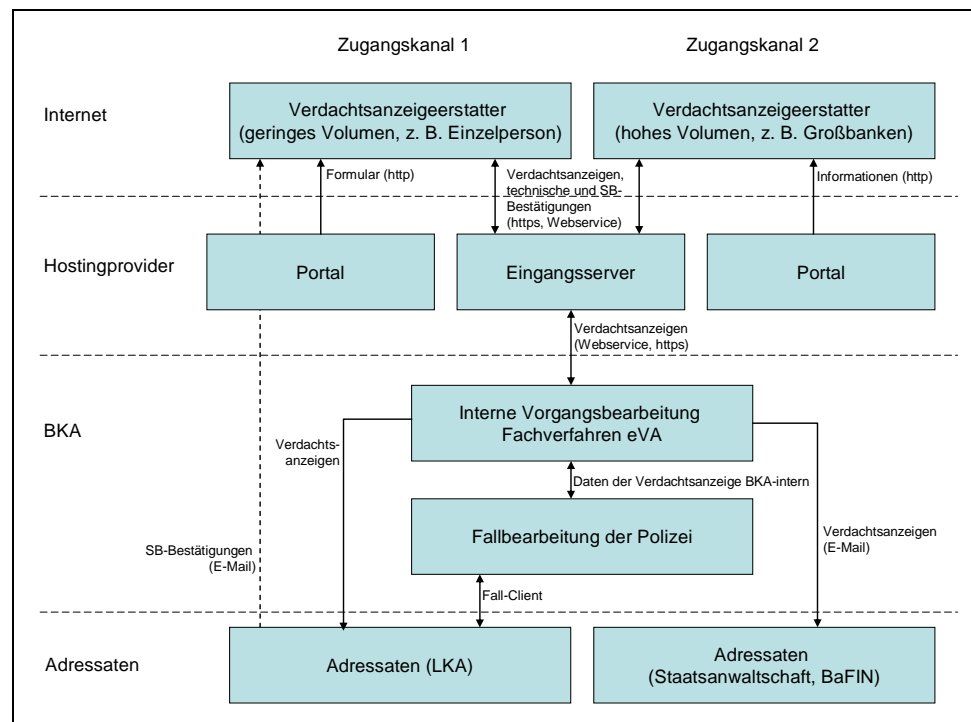 Zugangskanal 1
Zugangskanal 2
Internet
Verdachtsanzeigeerstatter
(geringes Volumen, z. B. Einzelperson)
Verdachtsanzeigeerstatter
(hohes Volumen, z. B. Großbanken)
Formular (http)
Verdachtsanzeigen,
technische und SB-
Bestätigungen
(https, Webservice)
Informationen (http)
Hostingprovider
Portal
Eingangsserver
Portal
Verdachtsanzeigen
(Webservice, https)
BKA
Interne Vorgangsbearbeitung
Fachverfahren eVA
Verdachts-
anzeigen
Daten der Verdachtsanzeige BKA-intern
Fallbearbeitung der Polizei
Verdachtsanzeigen
(E-Mail)
SB-Bestätigungen
(E-Mail)
Fall-Client
Adressaten
Adressaten (LKA)
Adressaten
(Staatsanwaltschaft, BaFIN)